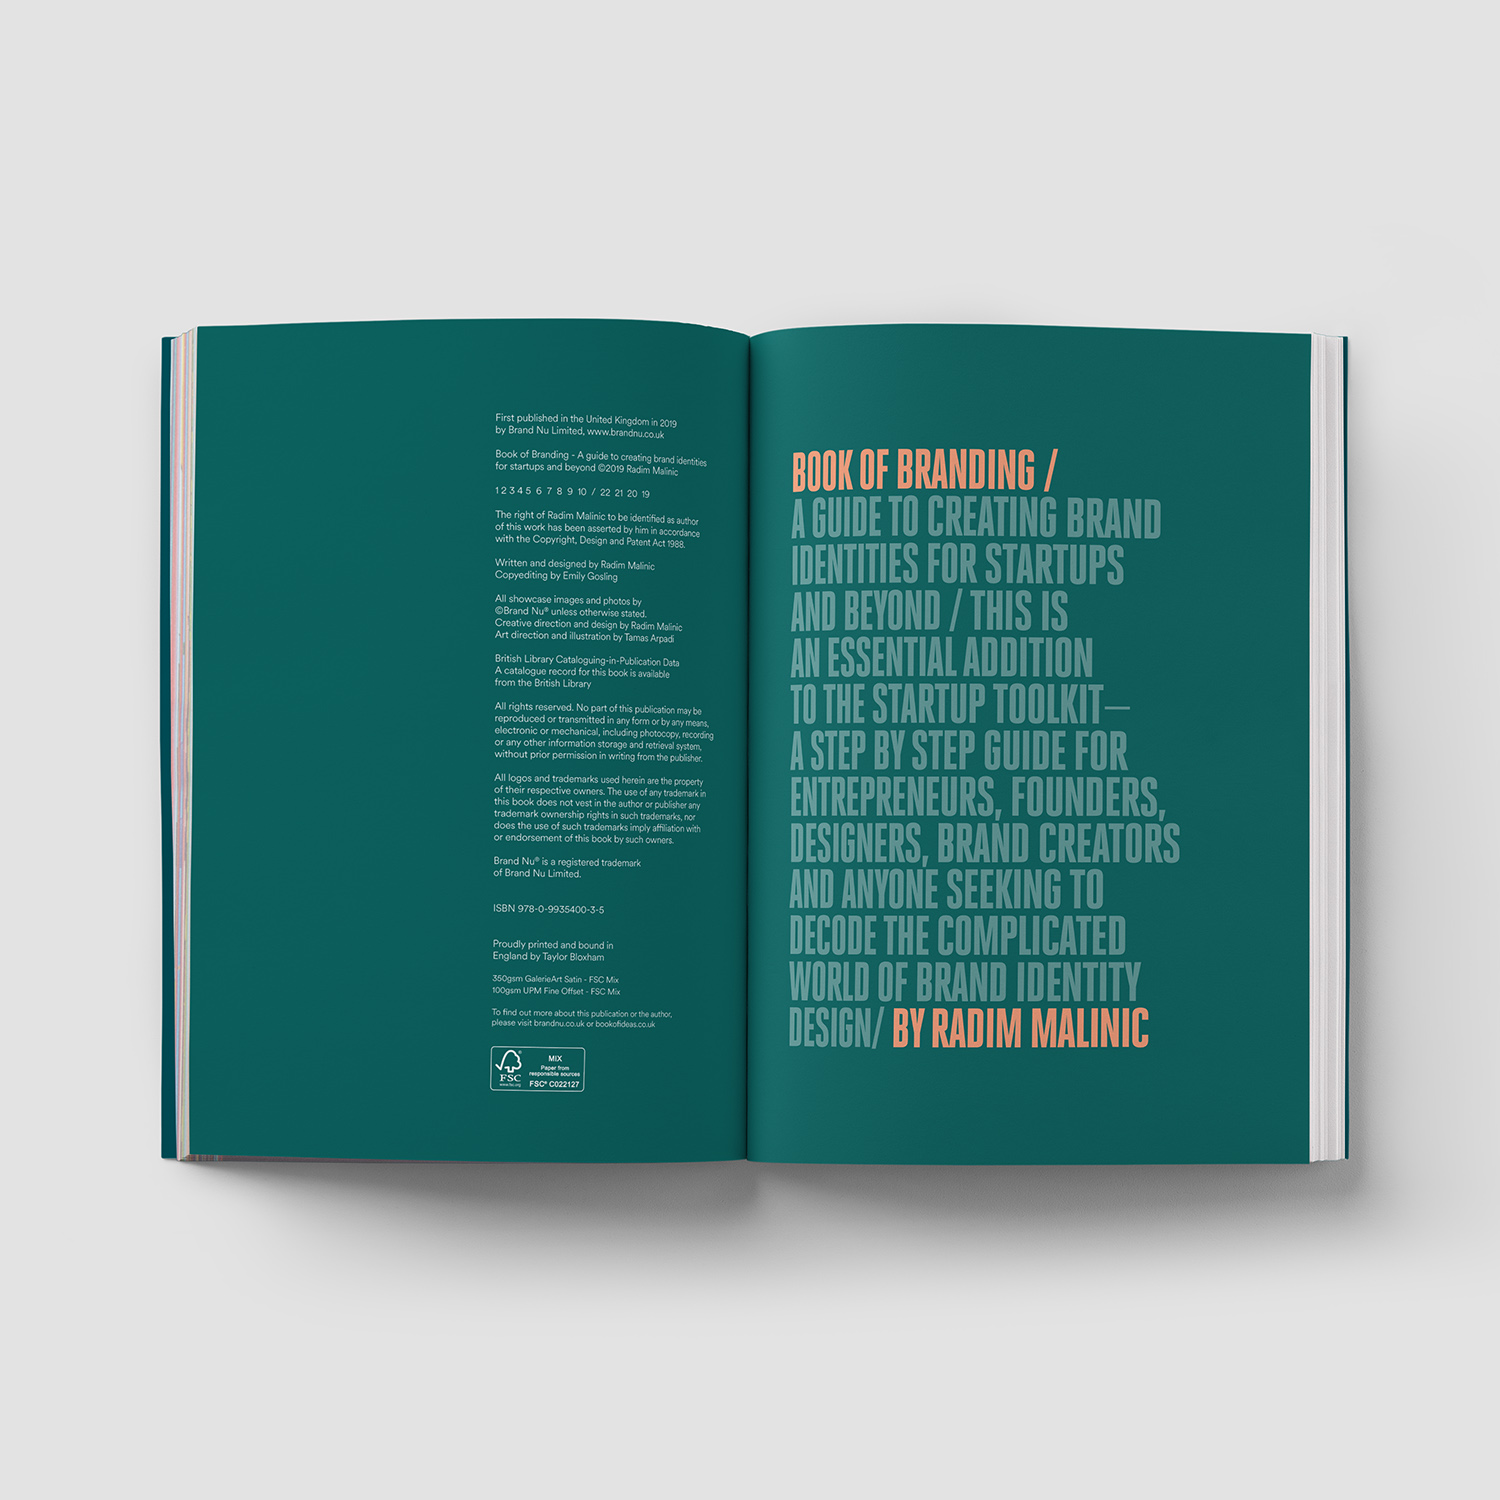 First published in the United Kingdom in 2019
by Brand Nu Limited, www.brandnu.co.uk
Book of Branding - A guide to creating brand identities
for startups and beyond ©2019 Radim Malinic
1 2 3 4 5 6 7 8 9 10 / 22 21 20 19
The right of Radim Malinic to be identified as author
of this work has been asserted by him in accordance
with the Copyright, Design and Patent Act 1988.
Written and designed by Radim Malinic
Copyediting by Emily Gosling
All showcase images and photos by
©Brand Nu® unless otherwise stated.
Creative direction and design by Radim Malinic
Art direction and illustration by Tamas Arpadi
British Library Cataloguing-in-Publication Data
A catalogue record for this book is available
from the British Library
All rights reserved. No part of this publication may be
reproduced or transmitted in any form or by any means,
electronic or mechanical, including photocopy, recording
or any other information storage and retrieval system,
without prior permission in writing from the publisher.
All logos and trademarks used herein are the property
of their respective owners. The use of any trademark in
this book does not vest in the author or publisher any
trademark ownership rights in such trademarks, nor
does the use of such trademarks imply affiliation with
or endorsement of this book by such owners.
Brand Nu® is a registered trademark
of Brand Nu Limited.
ISBN 978-0-9935400-3-5
Proudly printed and bound in
England by Taylor Bloxham
350gsm GalerieArt Satin - FSC Mix
100gsm UPM Fine Offset - FSC Mix
To find out more about this publication or the author,
please visit brandnu.co.uk or bookofideas.co.uk
FSC
www.fsc.org
MIX
Paper from
responsible sources
FSC® C022127
BOOK OF BRANDING /
A GUIDE TO CREATING BRAND
IDENTITIES FOR STARTUPS
AND BEYOND / THIS IS
AN ESSENTIAL ADDITION
TO THE STARTUP TOOLKIT—
A STEP BY STEP GUIDE FOR
ENTREPRENEURS, FOUNDERS,
DESIGNERS, BRAND CREATORS
AND ANYONE SEEKING TO
DECODE THE COMPLICATED
WORLD OF BRAND IDENTITY
DESIGN/ BY RADIM MALINIC